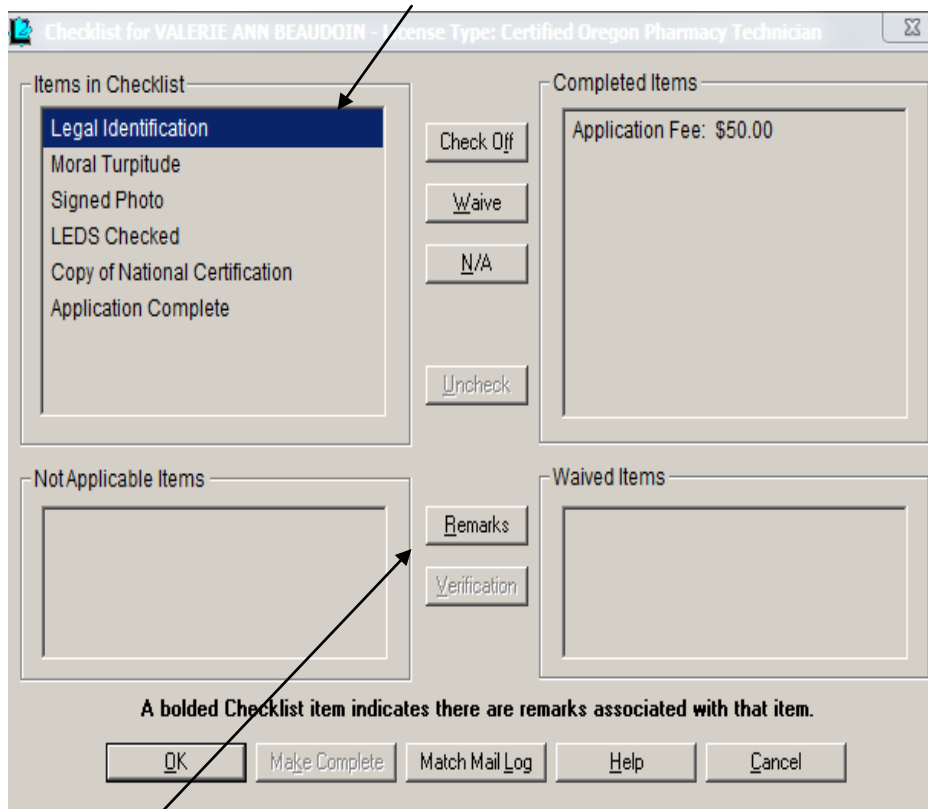 Checklist for VALERIE ANN BEAUDOIN - License Type: Certified Oregon Pharmacy Technician
Items in Checklist
Legal Identification
Moral Turpitude
Signed Photo
LEDS Checked
Copy of National Certification
Application Complete
Check Off
Waive
N/A
Uncheck
Completed Items
Application Fee: $50.00
Not Applicable Items
Remarks
Verification
Waived Items
A bolded Checklist item indicates there are remarks associated with that item.
OK
Make Complete
Match Mail Log
Help
Cancel